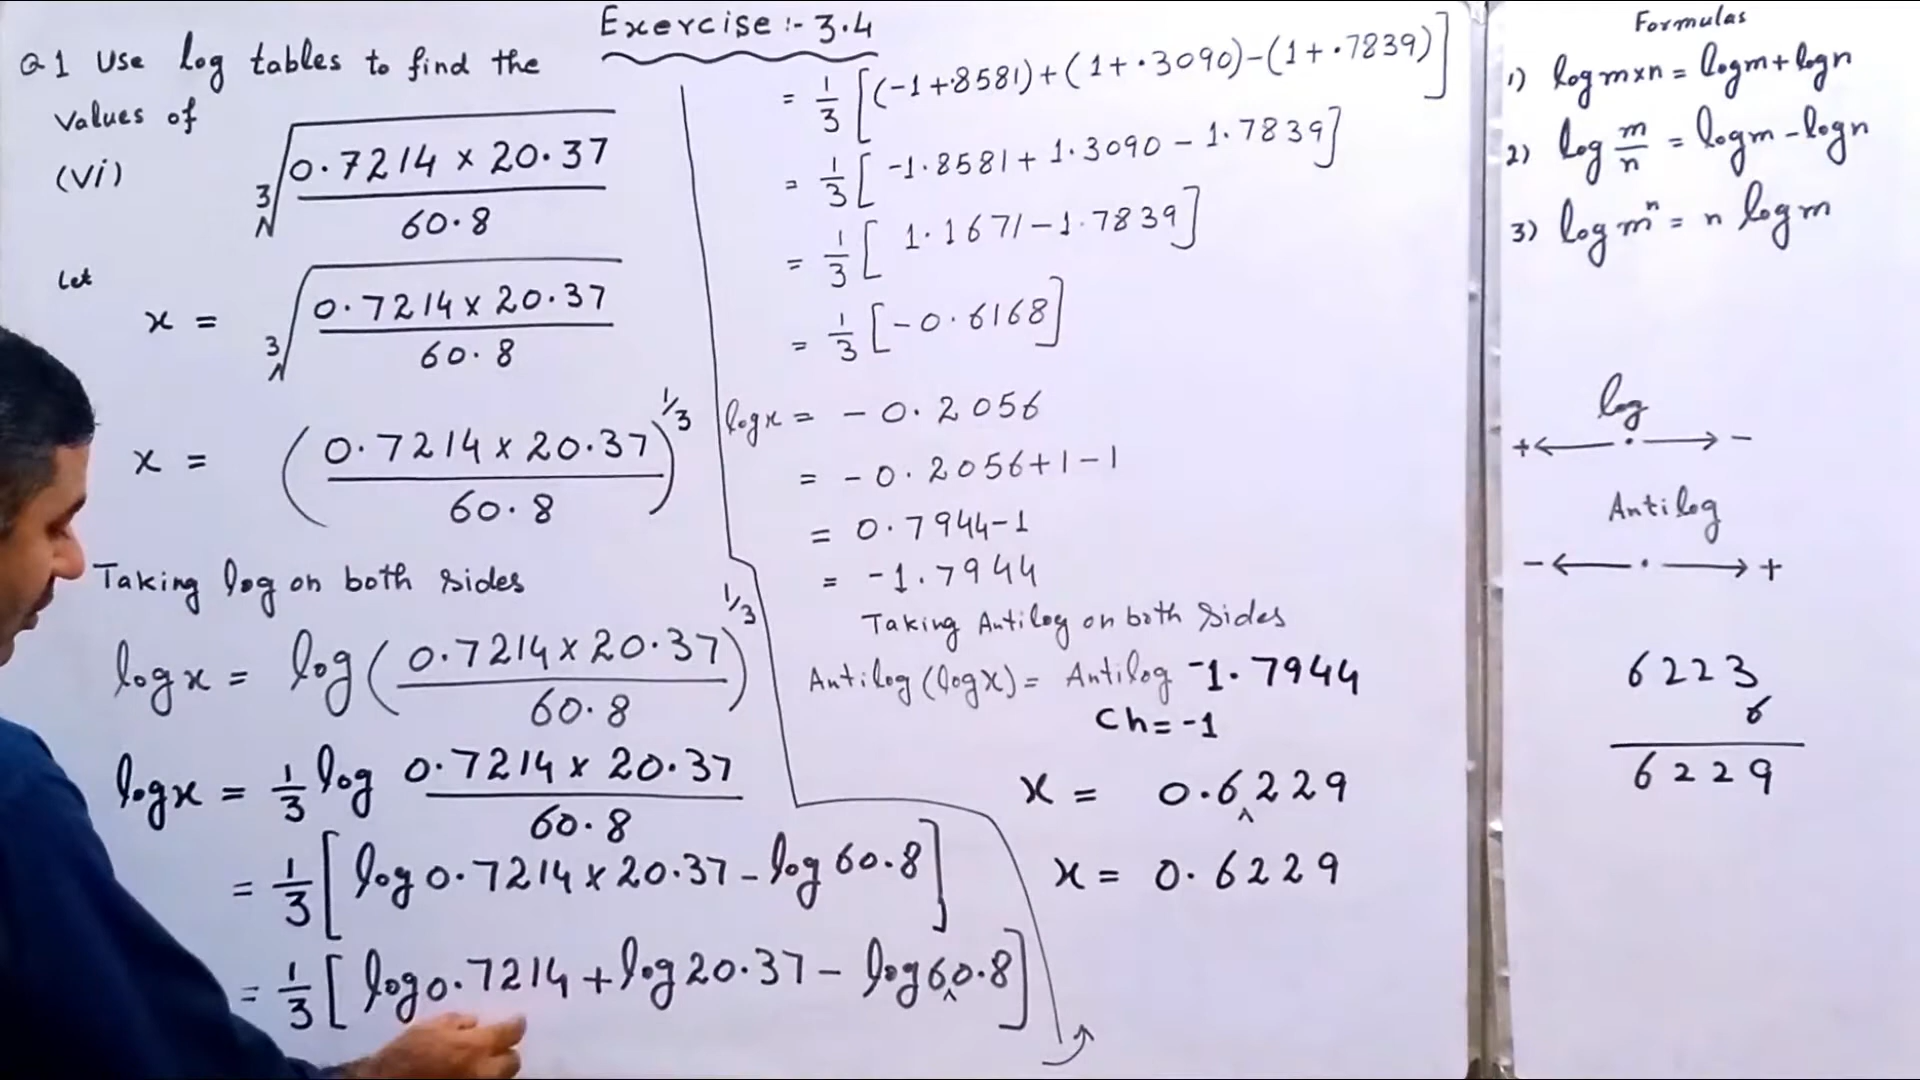 Exercise :- 3.4
Q1 Use log tables to find the
values of
(vi) ∛(0.7214 × 20.37 / 60.8)
Let
x = ∛(0.7214 × 20.37 / 60.8)
x = (0.7214 × 20.37 / 60.8)^1/3
Taking log on both sides
log x = log (0.7214 × 20.37 / 60.8)^1/3
log x = 1/3 log 0.7214 × 20.37 / 60.8
= 1/3 [log 0.7214 × 20.37 - log 60.8]
= 1/3 [log 0.7214 + log 20.37 - log 60.8]
= 1/3 [(-1 + .8581) + (1 + .3090) - (1 + .7839)]
= 1/3 [-1.8581 + 1.3090 - 1.7839]
= 1/3 [1.1671 - 1.7839]
= 1/3 [-0.6168]
log x = -0.2056
= -0.2056 + 1 - 1
= 0.7944 - 1
= -1.7944
Taking Antilog on both sides
Antilog (log x) = Antilog -1.7944
Ch = -1
x = 0.6‸229
x = 0.6229
Formulas
1) log m×n = log m + log n
2) log m/n = log m - log n
3) log m^n = n log m
log
+ ← . → -
Antilog
- ← . → +
6223
6
6229